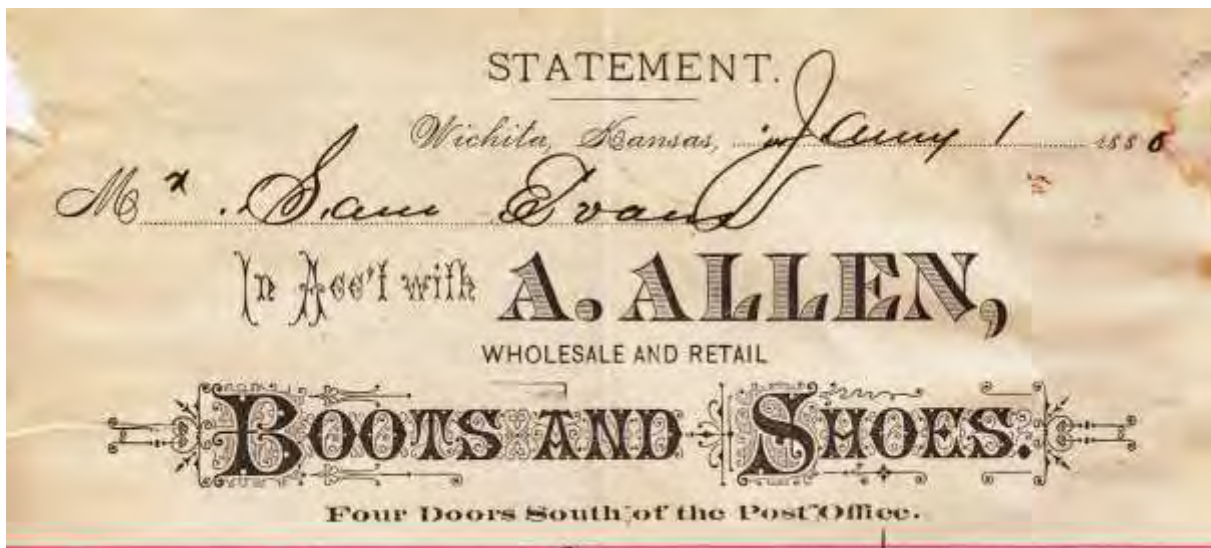 STATEMENT.
Wichita, Kansas, Jany 1 188
Mr. Sam Evans
In Acc't with A. ALLEN,
WHOLESALE AND RETAIL
BOOTS AND SHOES.
Four Doors South of the Post Office.